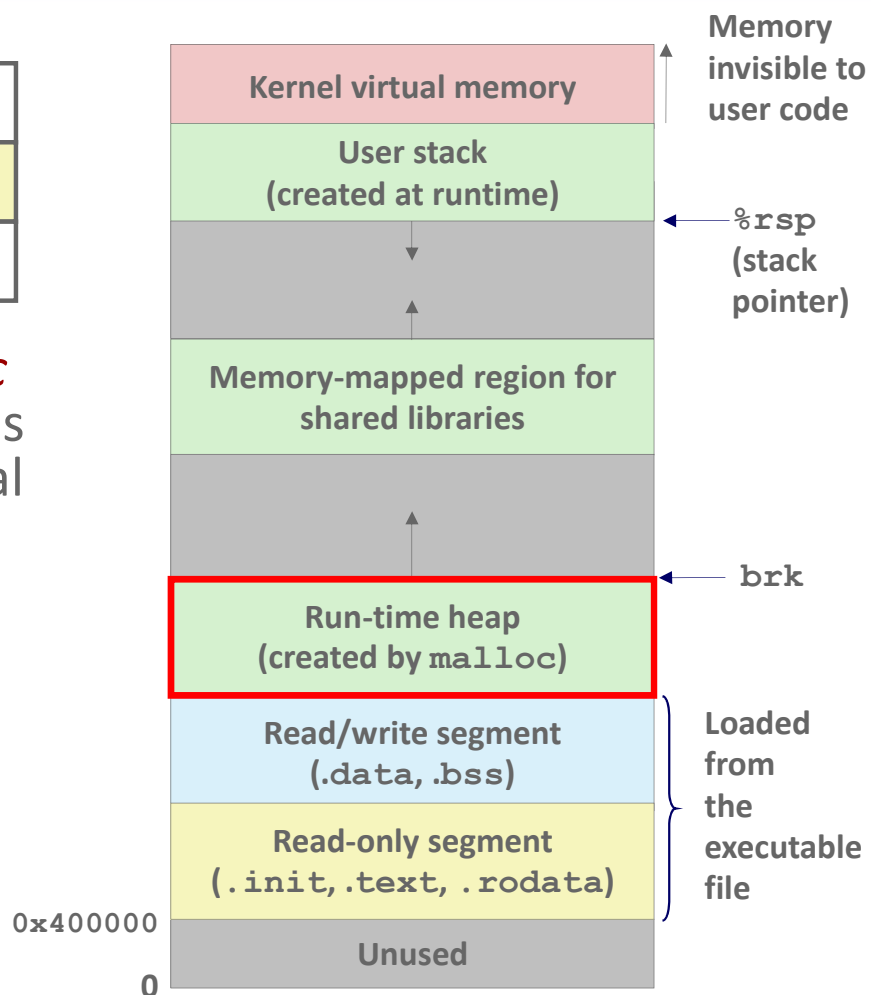 c
s
al
Memory
invisible to
user code
Kernel virtual memory
User stack
(created at runtime)
%rsp
(stack
pointer)
Memory-mapped region for
shared libraries
brk
Run-time heap
(created by malloc)
Read/write segment
(.data, .bss)
Loaded
from
the
executable
file
Read-only segment
(.init, .text, .rodata)
0x400000
Unused
0